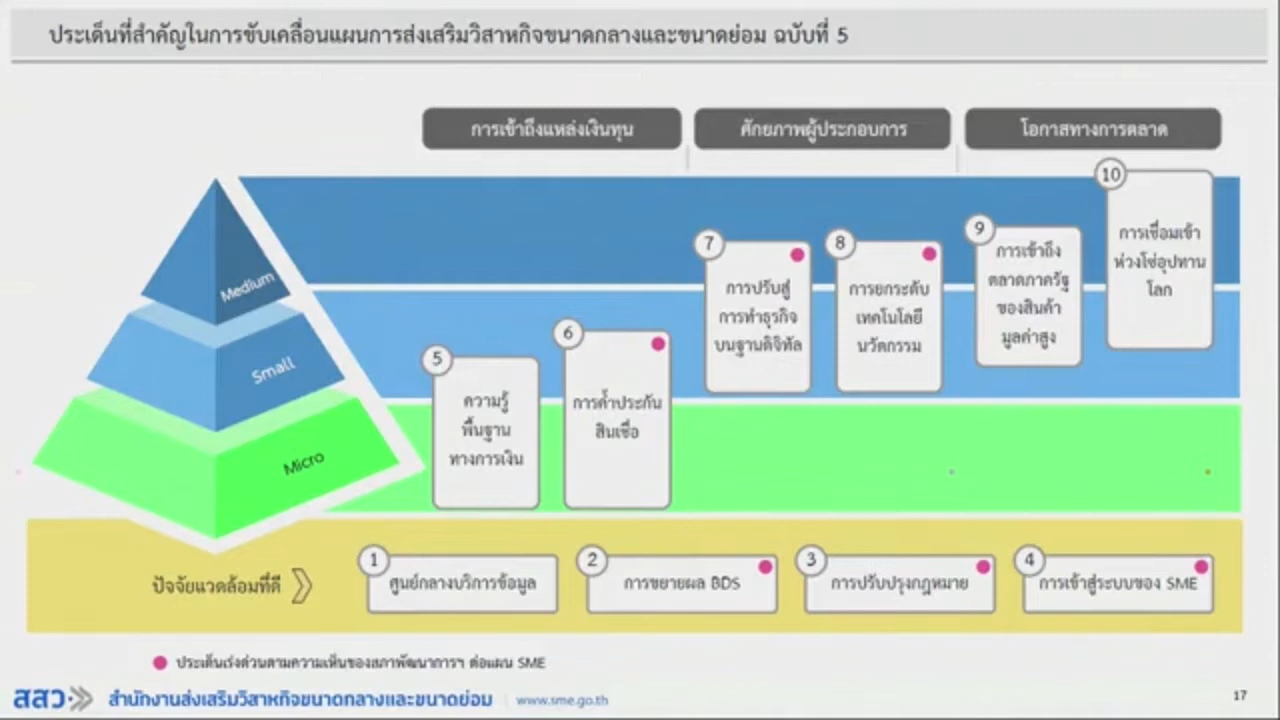 ประเด็นที่สำคัญในการขับเคลื่อนแผนการส่งเสริมวิสาหกิจขนาดกลางและขนาดย่อม ฉบับที่ 5
การเข้าถึงแหล่งเงินทุน
ศักยภาพผู้ประกอบการ
โอกาสทางการตลาด
Medium
Small
Micro
5
ความรู้
พื้นฐาน
ทางการเงิน
6
การค้ำประกัน
สินเชื่อ
7
การปรับสู่
การทำธุรกิจ
บนฐานดิจิทัล
8
การยกระดับ
เทคโนโลยี
นวัตกรรม
9
การเข้าถึง
ตลาดภาครัฐ
ของสินค้า
มูลค่าสูง
10
การเชื่อมเข้า
ห่วงโซ่อุปทาน
โลก
ปัจจัยแวดล้อมที่ดี
1
ศูนย์กลางบริการข้อมูล
2
การขยายผล BDS
3
การปรับปรุงกฎหมาย
4
การเข้าสู่ระบบของ SME
ประเด็นเร่งด่วนตามความเห็นของสภาพัฒนาการฯ ต่อแผน SME
สสว สำนักงานส่งเสริมวิสาหกิจขนาดกลางและขนาดย่อม www.sme.go.th
17